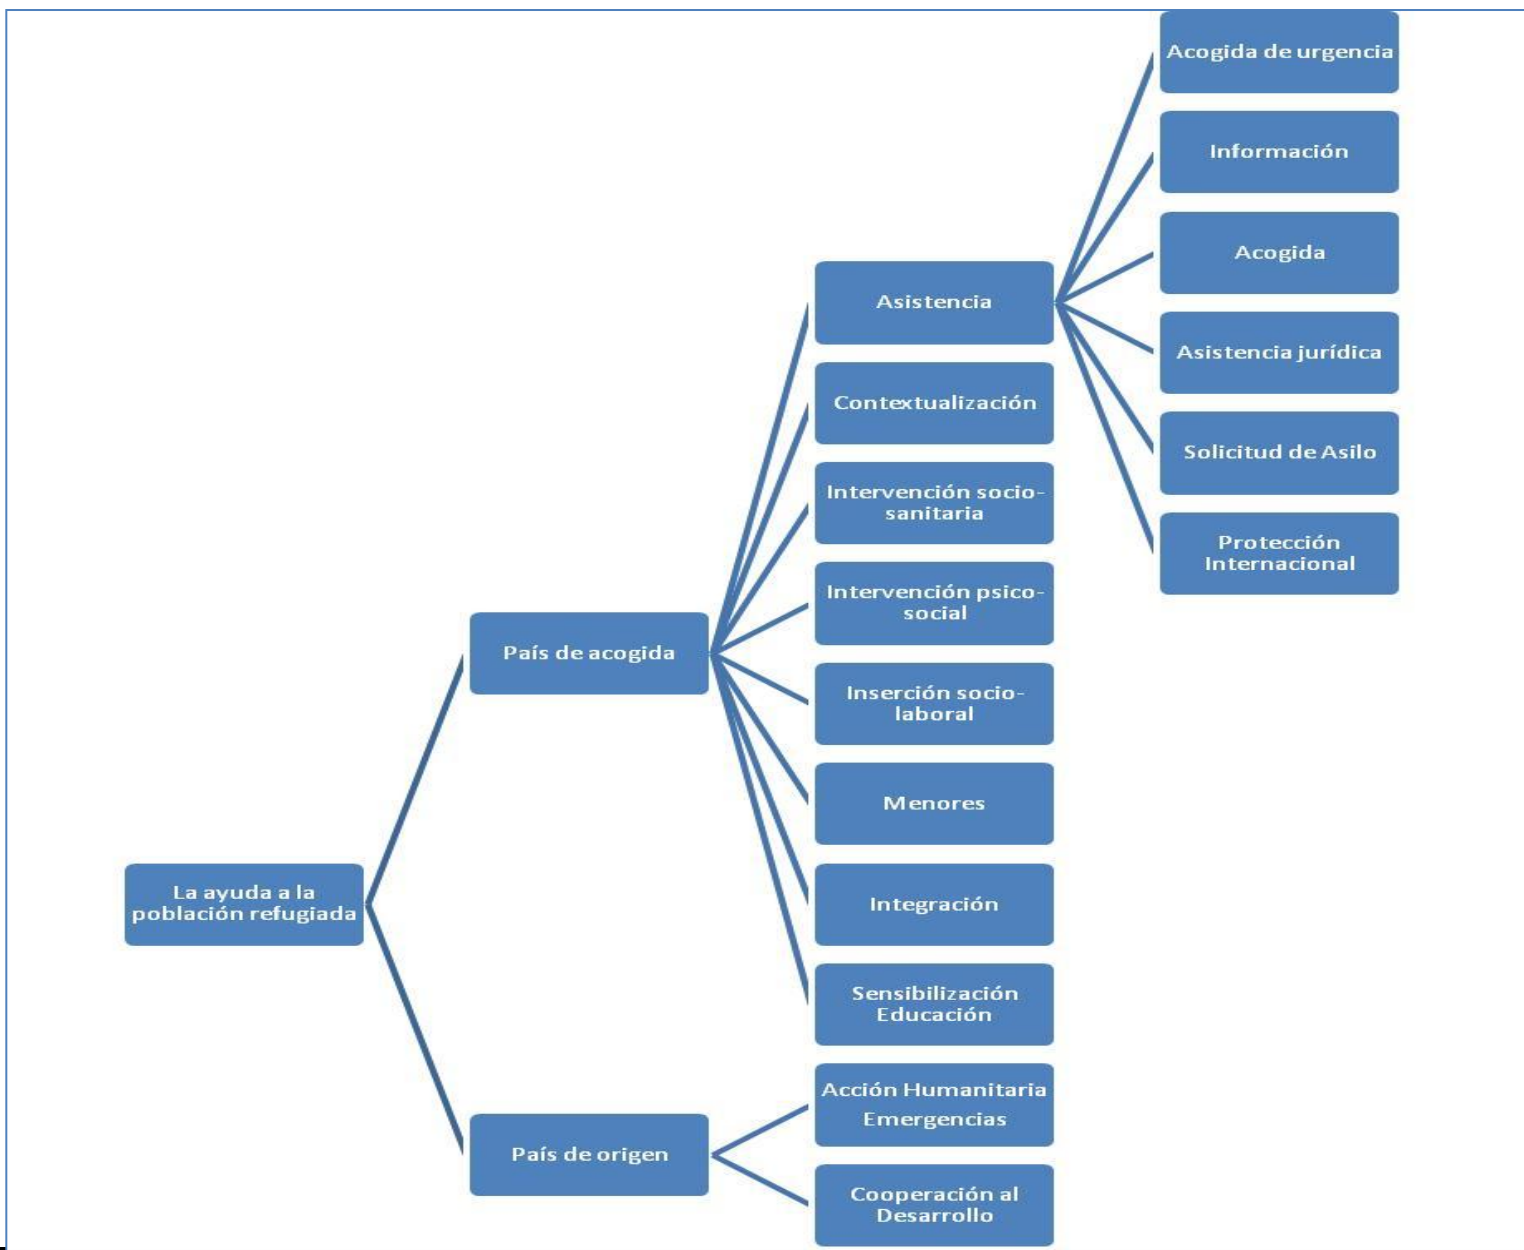 La ayuda a la
población refugiada
País de acogida
Asistencia
Acogida de urgencia
Información
Acogida
Asistencia jurídica
Solicitud de Asilo
Protección
Internacional
Contextualización
Intervención socio-
sanitaria
Intervención psico-
social
Inserción socio-
laboral
Menores
Integración
Sensibilización
Educación
País de origen
Acción Humanitaria
Emergencias
Cooperación al
Desarrollo